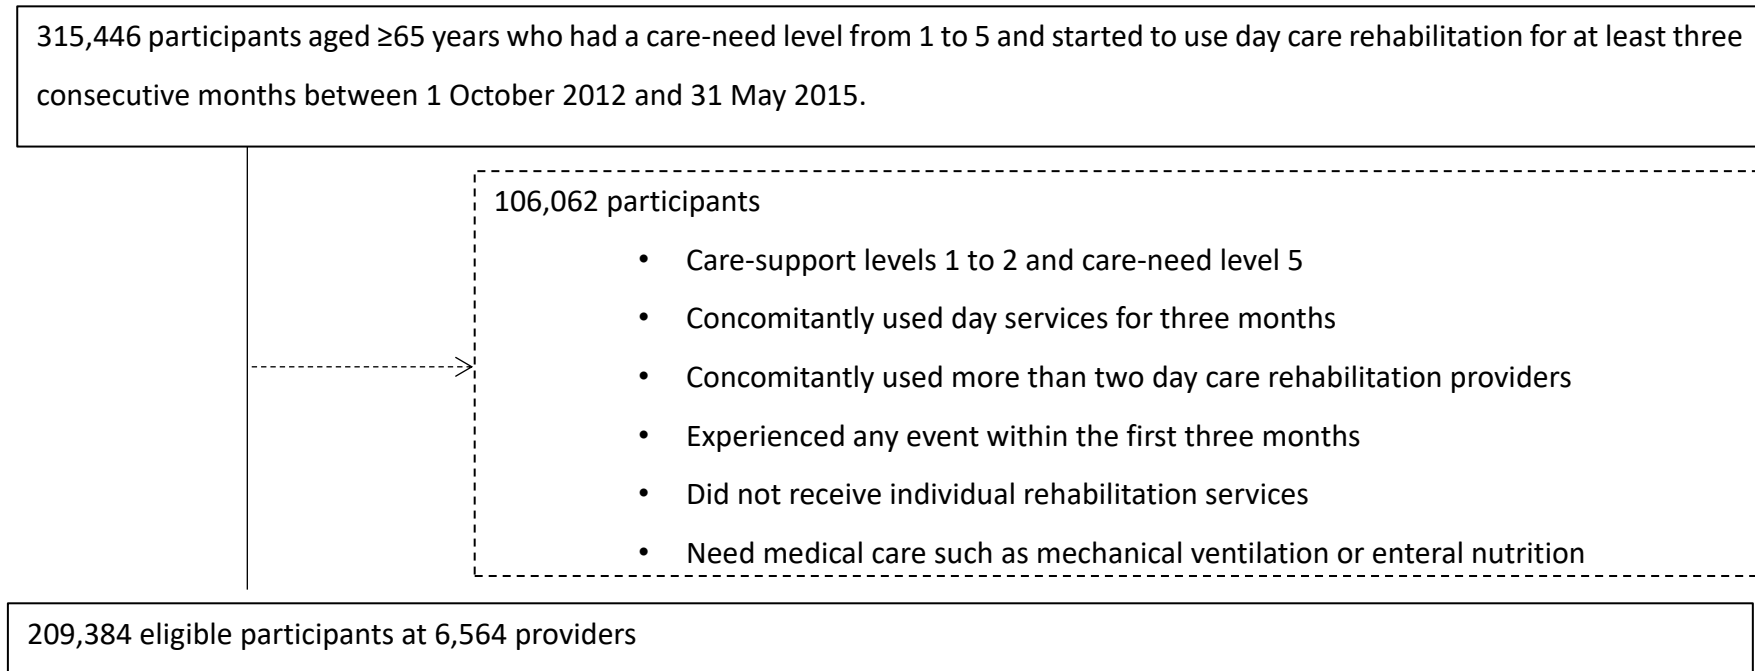 315,446 participants aged ≥65 years who had a care-need level from 1 to 5 and started to use day care rehabilitation for at least three
consecutive months between 1 October 2012 and 31 May 2015.
106,062 participants
• Care-support levels 1 to 2 and care-need level 5
• Concomitantly used day services for three months
• Concomitantly used more than two day care rehabilitation providers
• Experienced any event within the first three months
• Did not receive individual rehabilitation services
• Need medical care such as mechanical ventilation or enteral nutrition
209,384 eligible participants at 6,564 providers